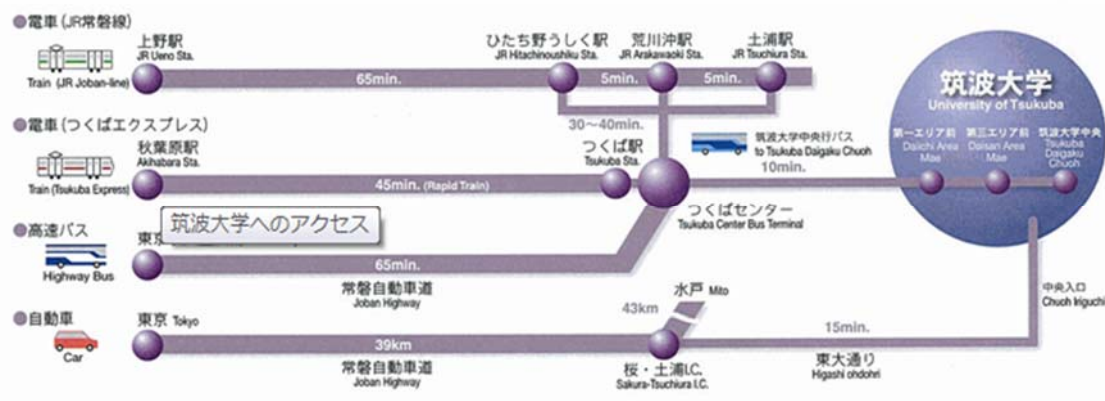 ●電車(JR常磐線)
Train (JR Joban-line)
上野駅
JR Ueno Sta.
65min.
ひたち野うしく駅
JR Hitachinoushiku Sta.
5min.
荒川沖駅
JR Arakawaoki Sta.
5min.
土浦駅
JR Tsuchiura Sta.
30〜40min.
●電車(つくばエクスプレス)
Train (Tsukuba Express)
秋葉原駅
Akihabara Sta.
45min. (Rapid Train)
つくば駅
Tsukuba Sta.
つくばセンター
Tsukuba Center Bus Terminal
筑波大学中央行バス
to Tsukuba Daigaku Chuoh
10min.
筑波大学
University of Tsukuba
第一エリア前
Daiichi Area
Mae
第三エリア前
Daisan Area
Mae
筑波大学中央
Tsukuba
Daigaku
Chuoh
筑波大学へのアクセス
●高速バス
Highway Bus
東京
65min.
常磐自動車道
Joban Highway
●自動車
Car
東京 Tokyo
39km
常磐自動車道
Joban Highway
水戸 Mito
43km
桜・土浦I.C.
Sakura-Tsuchiura I.C.
15min.
東大通り
Higashi ohdohri
中央入口
Chuoh Iriguchi